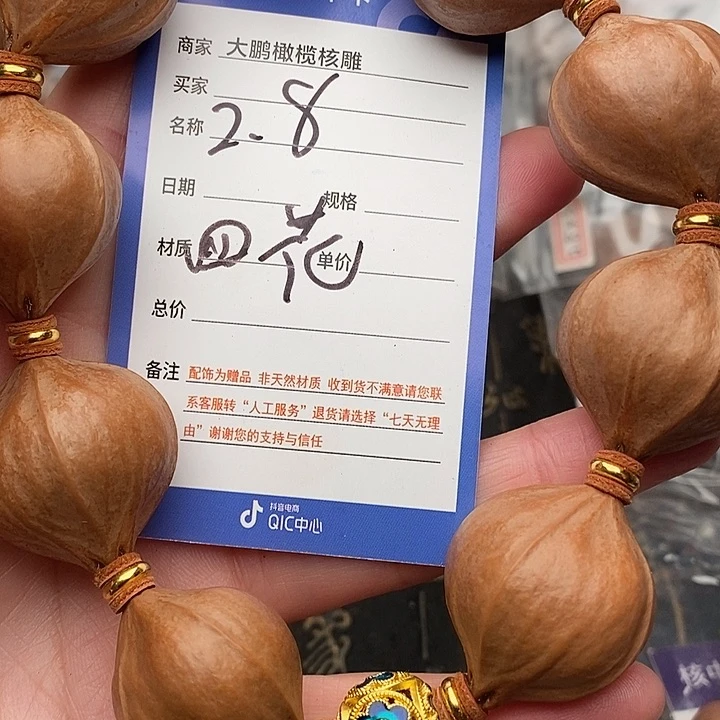 商家 大鹏橄榄核雕
买家
名称 2.8
日期 规格
材质 四花 单价
总价
备注 配饰为赠品 非天然材质 收到货不满意请您联
系客服转“人工服务”退货请选择“七天无理
由”谢谢您的支持与信任
抖音电商
QIC中心